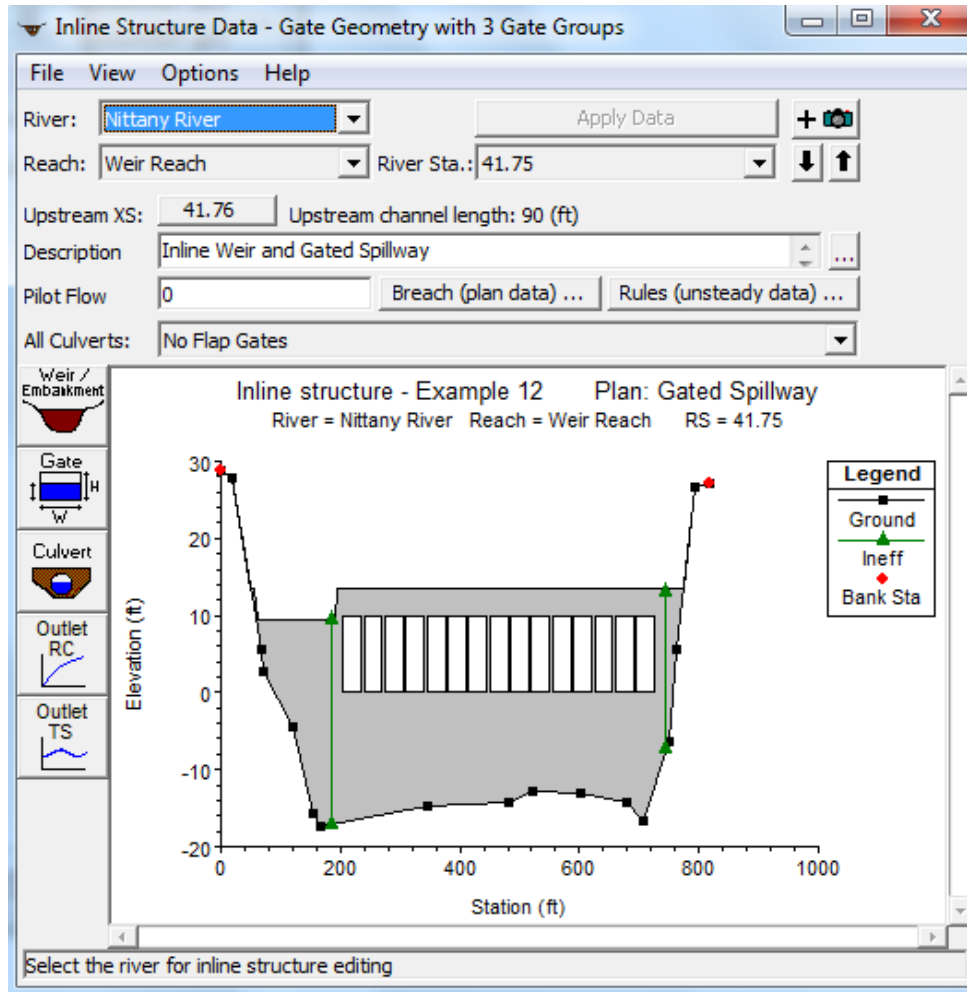 Inline Structure Data - Gate Geometry with 3 Gate Groups
File View Options Help
River: Nittany River Apply Data
Reach: Weir Reach River Sta.: 41.75
Upstream XS: 41.76 Upstream channel length: 90 (ft)
Description Inline Weir and Gated Spillway ...
Pilot Flow 0 Breach (plan data) ... Rules (unsteady data) ...
All Culverts: No Flap Gates
Weir /
Embankment
Gate
H
W
Culvert
Outlet
RC
Outlet
TS
Inline structure - Example 12 Plan: Gated Spillway
River = Nittany River Reach = Weir Reach RS = 41.75
30
20
10
0
-10
-20
Elevation (ft)
0 200 400 600 800 1000
Station (ft)
Legend
Ground
Ineff
Bank Sta
Select the river for inline structure editing